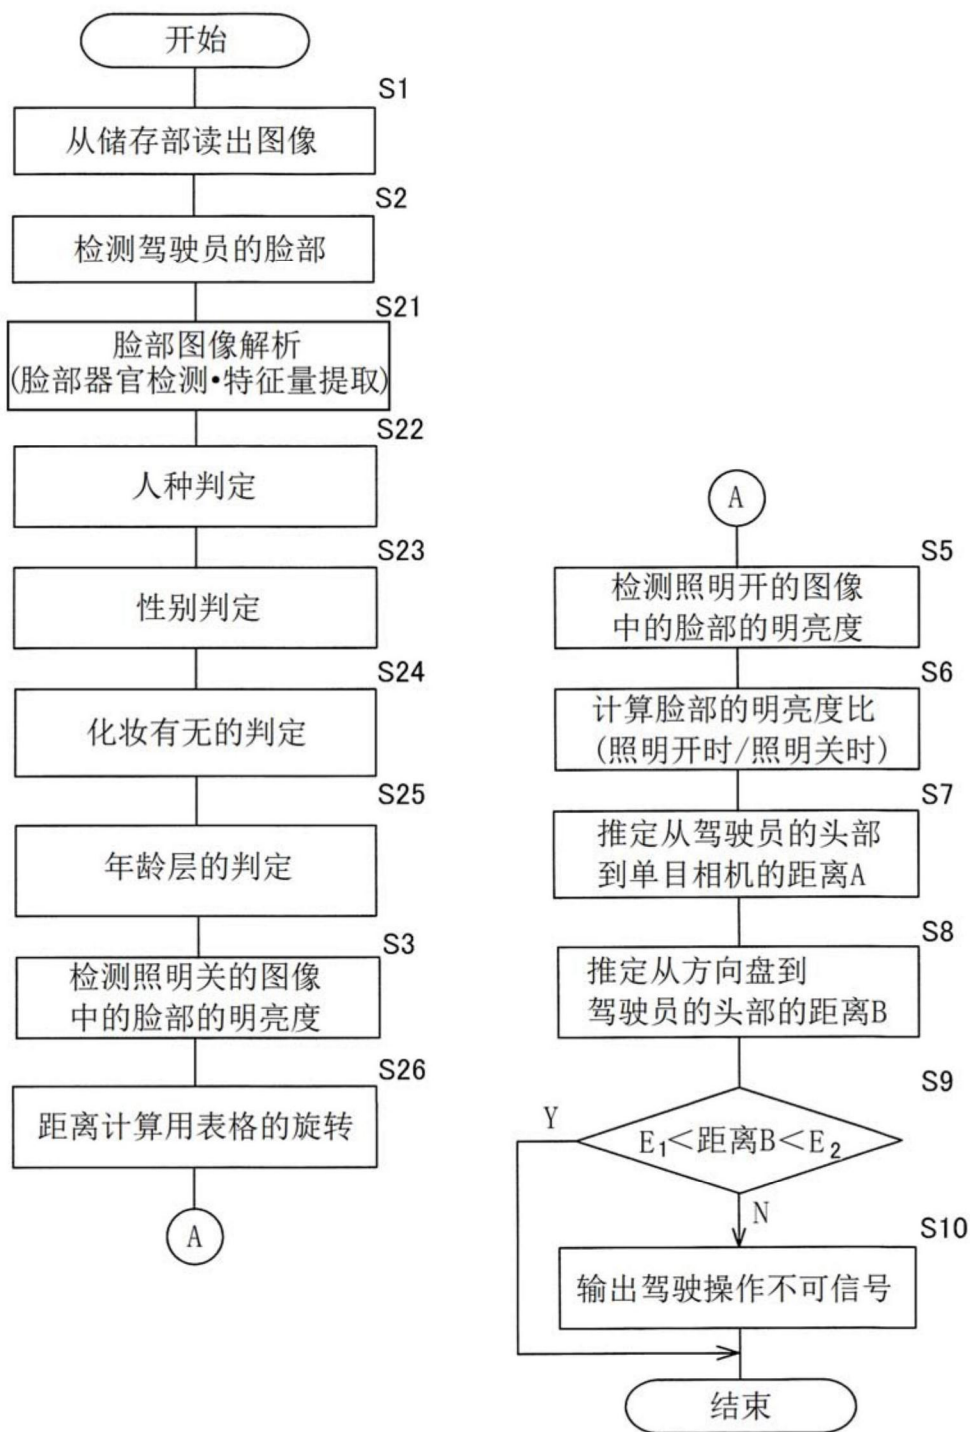 开始
S1
从储存部读出图像
S2
检测驾驶员的脸部
S21
脸部图像解析
(脸部器官检测•特征量提取)
S22
人种判定
S23
性别判定
S24
化妆有无的判定
S25
年龄层的判定
S3
检测照明关的图像
中的脸部的明亮度
S26
距离计算用表格的旋转
A
A
S5
检测照明开的图像
中的脸部的明亮度
S6
计算脸部的明亮度比
(照明开时/照明关时)
S7
推定从驾驶员的头部
到单目相机的距离A
S8
推定从方向盘到
驾驶员的头部的距离B
S9
Y
E₁<距离B<E₂
N
S10
输出驾驶操作不可信号
结束